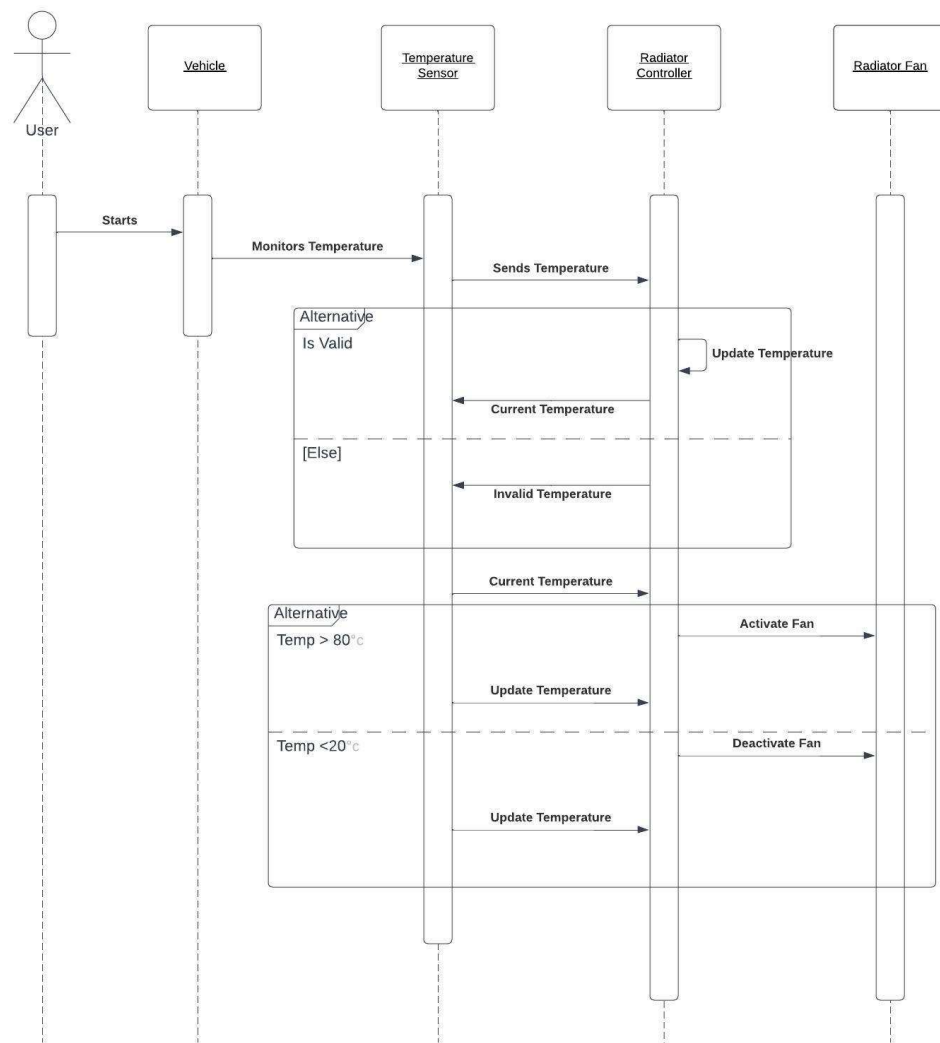 User
Vehicle
Temperature
Sensor
Radiator
Controller
Radiator Fan
Starts
Monitors Temperature
Sends Temperature
Alternative
Is Valid
Update Temperature
Current Temperature
[Else]
Invalid Temperature
Current Temperature
Alternative
Temp > 80°c
Activate Fan
Update Temperature
Temp <20°c
Deactivate Fan
Update Temperature